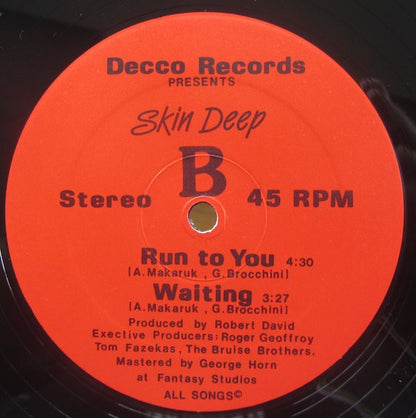 Decco Records
PRESENTS
Skin Deep
B
Stereo 45 RPM
Run to You 4:30
[A. Makaruk , G. Brocchini]
Waiting 3:27
[A. Makaruk , G. Brocchini]
Produced by Robert David
Exective Producers: Roger Geoffroy
Tom Fazekas, The Bruise Brothers.
Mastered by George Horn
at Fantasy Studios
ALL SONGS©